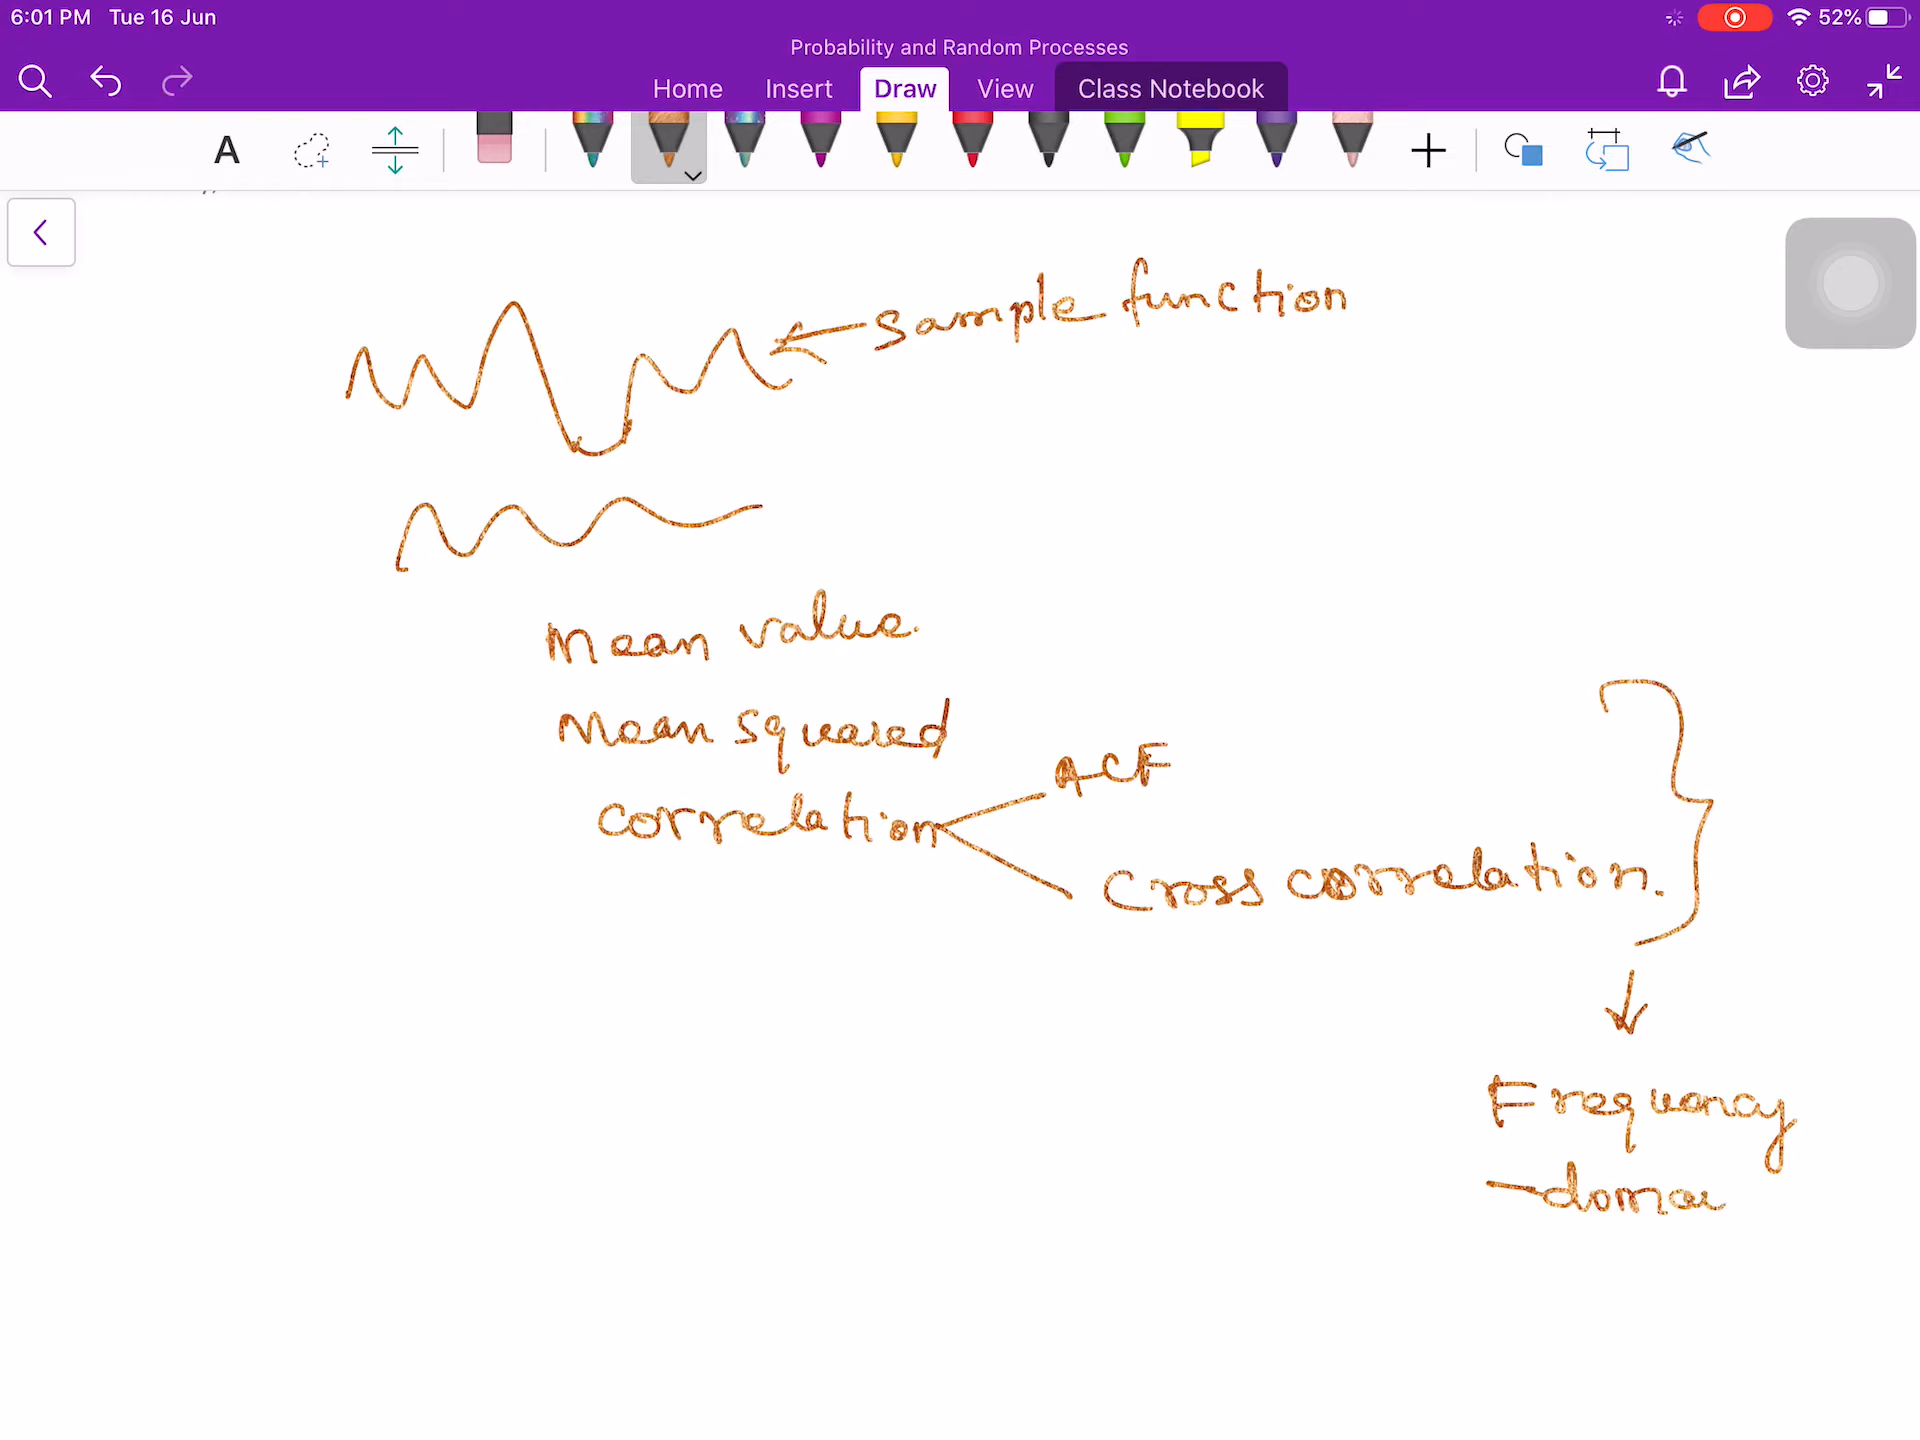 6:01 PM Tue 16 Jun
52%
Probability and Random Processes
Home Insert Draw View Class Notebook
A
Sample function
Mean value.
Mean squared
Correlation
ACF
Cross correlation.
Frequency
-domai